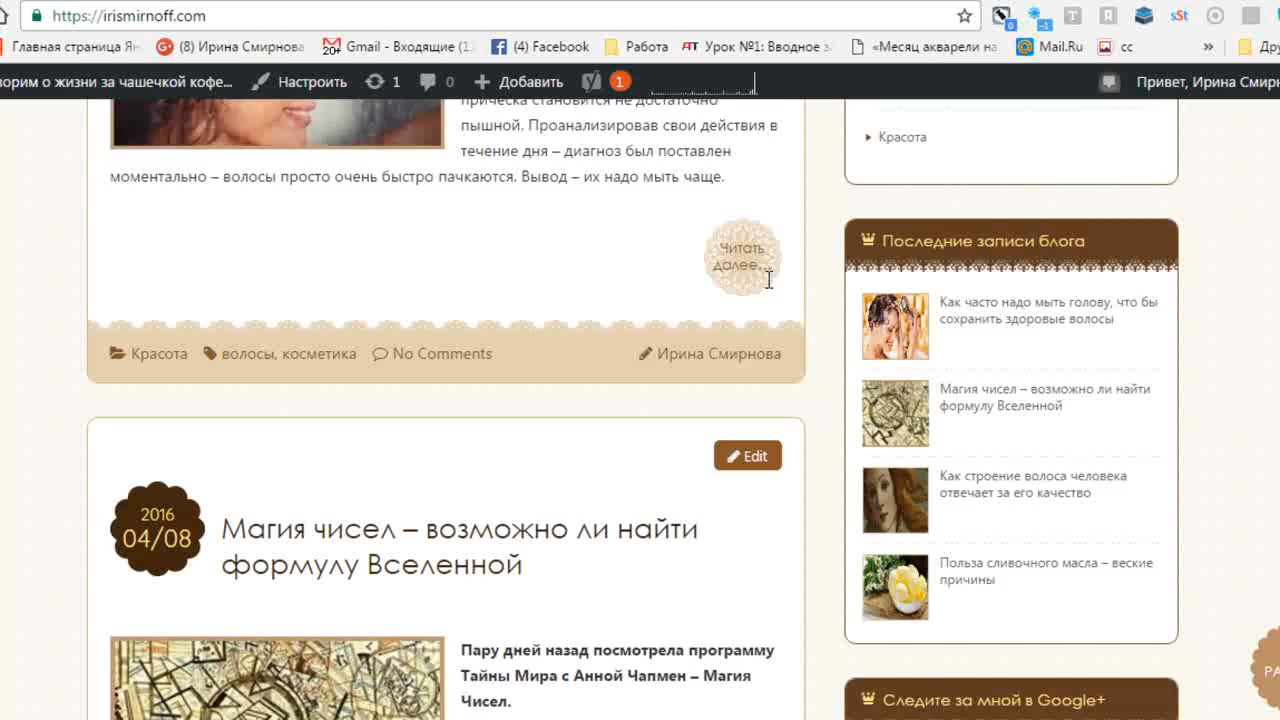 https://irismirnoff.com
Главная страница Ян
(8) Ирина Смирнова
Gmail - Входящие (1
(4) Facebook
Работа
Урок №1: Вводное з
«Месяц акварели на
Mail.Ru
сс
»
Дру
ворим о жизни за чашечкой кофе...
Настроить
1
0
Добавить
1
Привет, Ирина Смирн
прическа становится не достаточно
пышной. Проанализировав свои действия в
течение дня – диагноз был поставлен
моментально – волосы просто очень быстро пачкаются. Вывод – их надо мыть чаще.
Читать
далее...
Красота
волосы, косметика
No Comments
Ирина Смирнова
Edit
2016
04/08
Магия чисел – возможно ли найти
формулу Вселенной
Пару дней назад посмотрела программу
Тайны Мира с Анной Чапмен – Магия
Чисел.
Красота
Последние записи блога
Как часто надо мыть голову, что бы
сохранить здоровые волосы
Магия чисел – возможно ли найти
формулу Вселенной
Как строение волоса человека
отвечает за его качество
Польза сливочного масла – веские
причины
Следите за мной в Google+